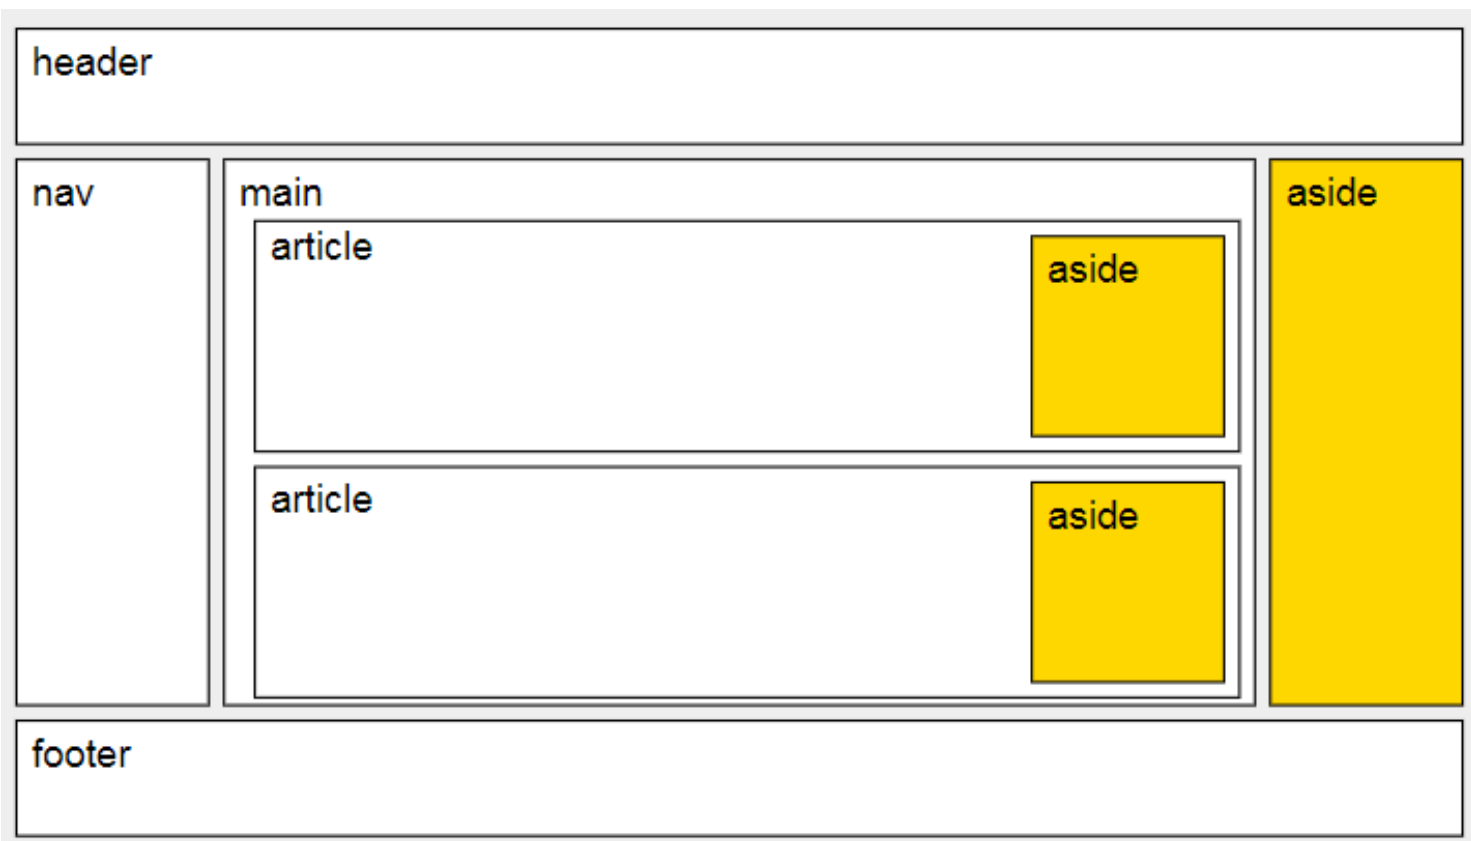 header
nav
main
article
aside
article
aside
aside
footer